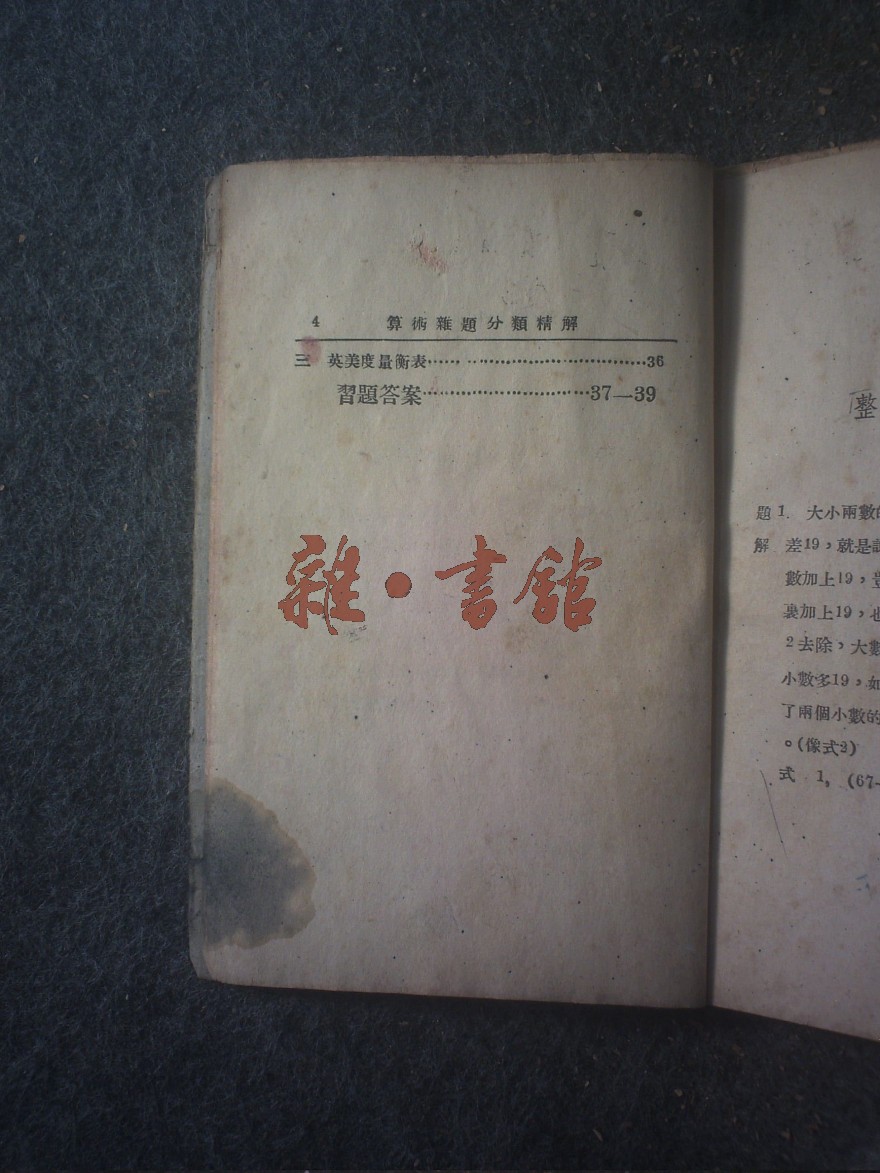 4 算術雜題分類精解
三 英美度量衡表…………………………36
習題答案…………………………37—39
雜·書舘
整
題1. 大小兩數的
解 差19，就是
數加上19，
裏加上19，也
2去除，大數
小數多19，如
了兩個小數的
。(像式2)
式 1, (67-